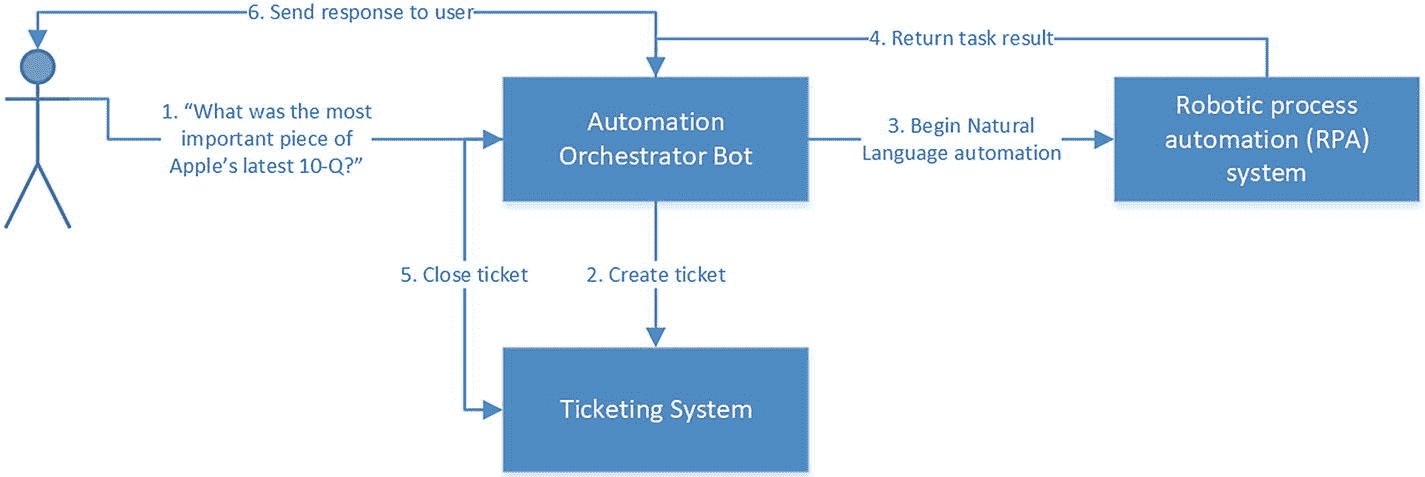 6. Send response to user
4. Return task result
1. “What was the most
important piece of
Apple’s latest 10-Q?”
Automation
Orchestrator Bot
3. Begin Natural
Language automation
Robotic process
automation (RPA)
system
5. Close ticket
2. Create ticket
Ticketing System